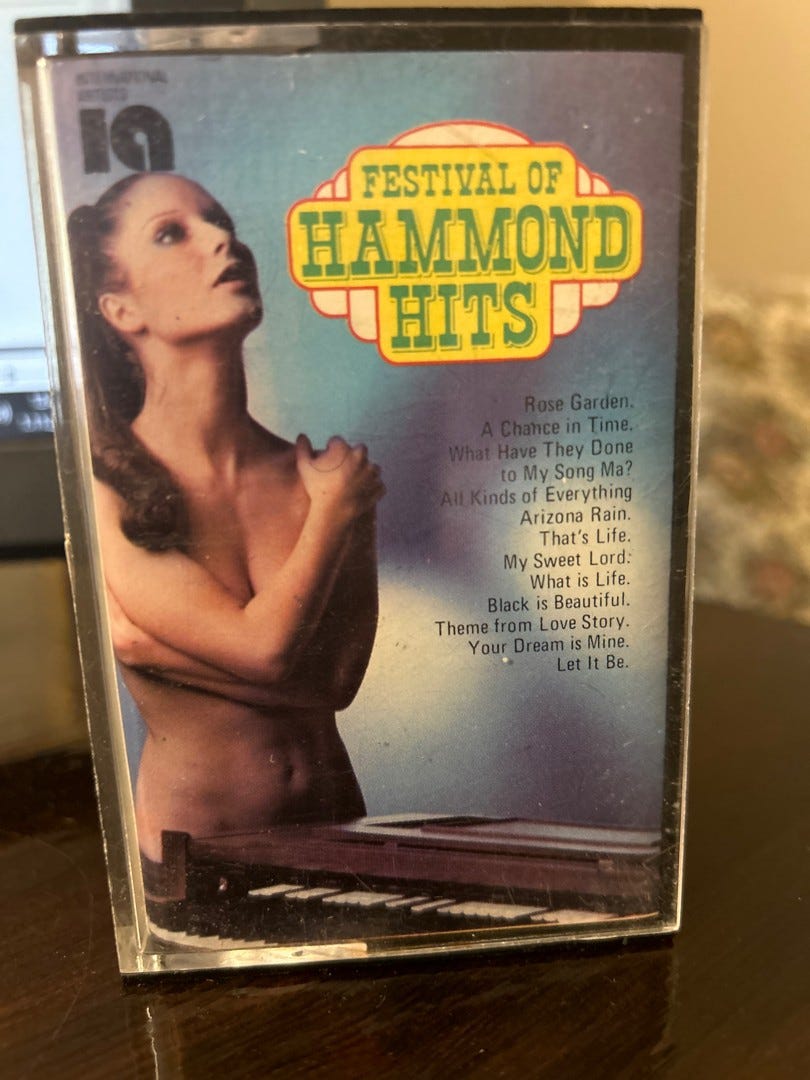 INTERNATIONAL
ARTISTS
ia
FESTIVAL OF
HAMMOND
HITS
Rose Garden.
A Chance in Time.
What Have They Done
to My Song Ma?
All Kinds of Everything
Arizona Rain.
That's Life.
My Sweet Lord.
What is Life.
Black is Beautiful.
Theme from Love Story.
Your Dream is Mine.
Let It Be.